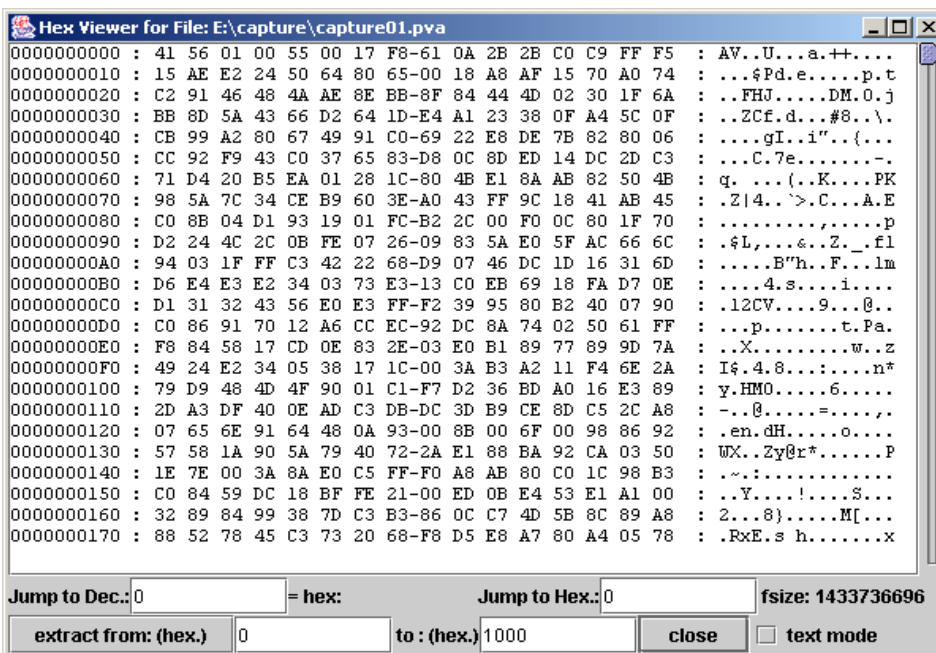 Hex Viewer for File: E:\capture\capture01.pva
0000000000 : 41 56 01 00 55 00 17 F8-61 0A 2B 2B C0 C9 FF F5 : AV..U...a.++....
0000000010 : 15 AE E2 24 50 64 80 65-00 18 A8 AF 15 70 A0 74 : ...$Pd.e.....p.t
0000000020 : C2 91 46 48 4A AE 8E BB-8F 84 44 4D 02 30 1F 6A : ..FHJ.....DM.0.j
0000000030 : BB 8D 5A 43 66 D2 64 1D-E4 A1 23 38 0F A4 5C 0F : ..ZCf.d...#8..\.
0000000040 : CB 99 A2 80 67 49 91 C0-69 22 E8 DE 7B 82 80 06 : ....gI..i"..{...
0000000050 : CC 92 F9 43 C0 37 65 83-D8 0C 8D ED 14 DC 2D C3 : ...C.7e.......-.
0000000060 : 71 D4 20 B5 EA 01 28 1C-80 4B E1 8A AB 82 50 4B : q. ...(..K....PK
0000000070 : 98 5A 7C 34 CE B9 60 3E-A0 43 FF 9C 18 41 AB 45 : .Z|4..`>.C...A.E
0000000080 : C0 8B 04 D1 93 19 01 FC-B2 2C 00 F0 0C 80 1F 70 : .........,.....p
0000000090 : D2 24 4C 2C 0B FE 07 26-09 83 5A E0 5F AC 66 6C : .$L,...&..Z._.fl
00000000A0 : 94 03 1F FF C3 42 22 68-D9 07 46 DC 1D 16 31 6D : .....B"h..F...1m
00000000B0 : D6 E4 E3 E2 34 03 73 E3-13 C0 EB 69 18 FA D7 0E : ....4.s....i....
00000000C0 : D1 31 32 43 56 E0 E3 FF-F2 39 95 80 B2 40 07 90 : .12CV....9...@..
00000000D0 : C0 86 91 70 12 A6 CC EC-92 DC 8A 74 02 50 61 FF : ...p.......t.Pa.
00000000E0 : F8 84 58 17 CD 0E 83 2E-03 E0 B1 89 77 89 9D 7A : ..X.........w..z
00000000F0 : 49 24 E2 34 05 38 17 1C-00 3A B3 A2 11 F4 6E 2A : I$.4.8...:....n*
0000000100 : 79 D9 48 4D 4F 90 01 C1-F7 D2 36 BD A0 16 E3 89 : y.HMO.....6.....
0000000110 : 2D A3 DF 40 0E AD C3 DB-DC 3D B9 CE 8D C5 2C A8 : -..@.....=....,.
0000000120 : 07 65 6E 91 64 48 0A 93-00 8B 00 6F 00 98 86 92 : .en.dH.....o....
0000000130 : 57 58 1A 90 5A 79 40 72-2A E1 88 BA 92 CA 03 50 : WX..Zy@r*......P
0000000140 : 1E 7E 00 3A 8A E0 C5 FF-F0 A8 AB 80 C0 1C 98 B3 : .~.:............
0000000150 : C0 84 59 DC 18 BF FE 21-00 ED 0B E4 53 E1 A1 00 : ..Y....!....S...
0000000160 : 32 89 84 99 38 7D C3 B3-86 0C C7 4D 5B 8C 89 A8 : 2...8}.....M[...
0000000170 : 88 52 78 45 C3 73 20 68-F8 D5 E8 A7 80 A4 05 78 : .RxE.s h.......x
Jump to Dec.: 0 = hex: Jump to Hex.: 0 fsize: 1433736696
extract from: (hex.) 0 to : (hex.) 1000 close text mode